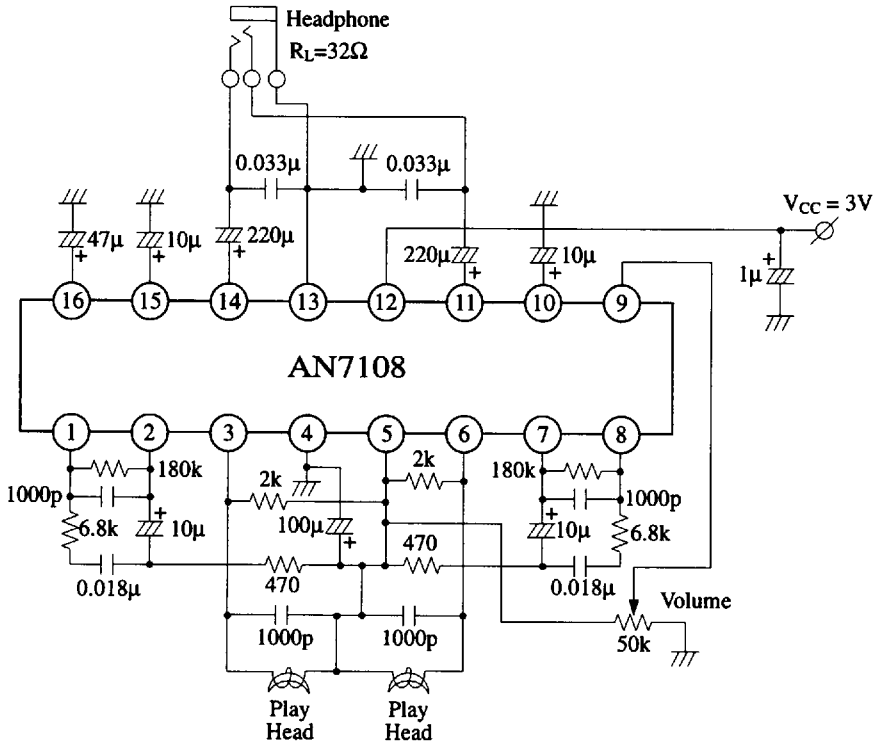 Headphone
R_L=32Ω
0.033μ 0.033μ
V_CC = 3V
47μ 10μ 220μ 220μ 10μ 1μ
+ + + + + +
16 15 14 13 12 11 10 9
AN7108
1 2 3 4 5 6 7 8
180k 2k 2k 180k
1000p 1000p
+ +
6.8k 10μ 100μ 10μ 6.8k
+
470 470
0.018μ 0.018μ
Volume
1000p 1000p 50k
Play Play
Head Head